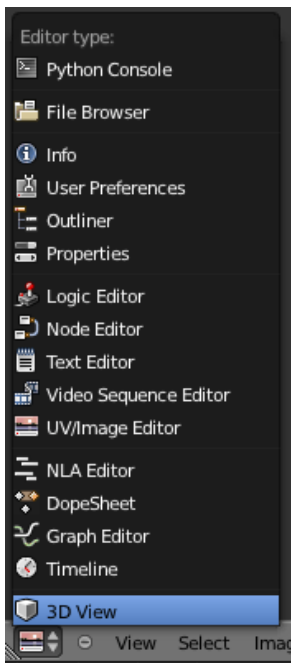 Editor type:
Python Console
File Browser
Info
User Preferences
Outliner
Properties
Logic Editor
Node Editor
Text Editor
Video Sequence Editor
UV/Image Editor
NLA Editor
DopeSheet
Graph Editor
Timeline
3D View
View Select Imag